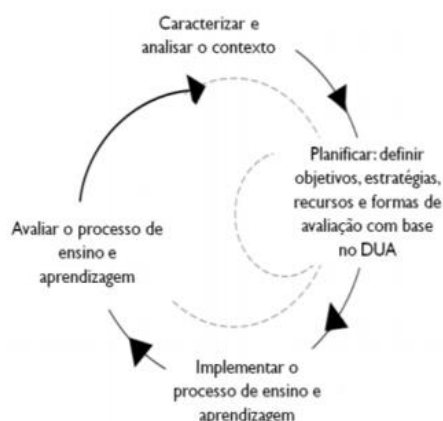 Caracterizar e
analisar o contexto
Planificar: definir
objetivos, estratégias,
recursos e formas de
avaliação com base
no DUA
Implementar o
processo de ensino e
aprendizagem
Avaliar o processo de
ensino e
aprendizagem